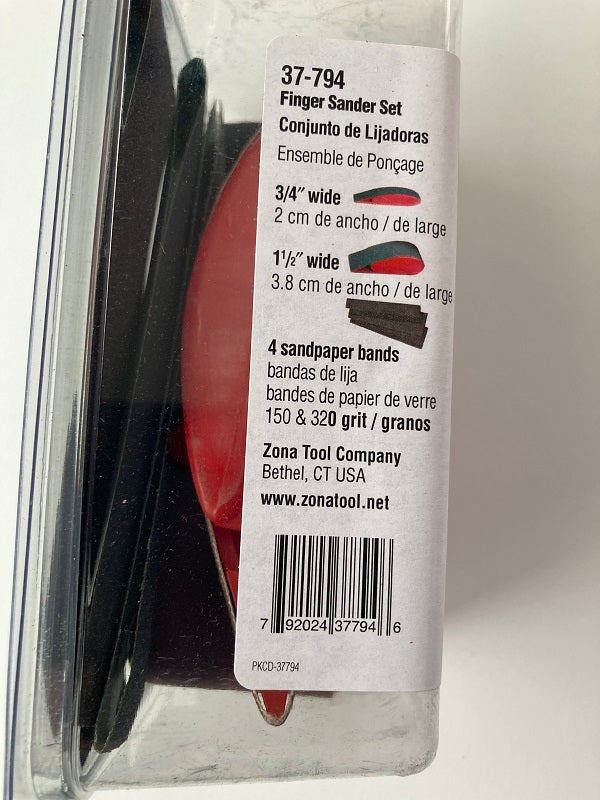 37-794
Finger Sander Set
Conjunto de Lijadoras
Ensemble de Ponçage
3/4″ wide
2 cm de ancho / de large
1½″ wide
3.8 cm de ancho / de large
4 sandpaper bands
bandas de lija
bandes de papier de verre
150 & 320 grit / granos
Zona Tool Company
Bethel, CT USA
www.zonatool.net
7 92024 37794 6
PKCD-37794